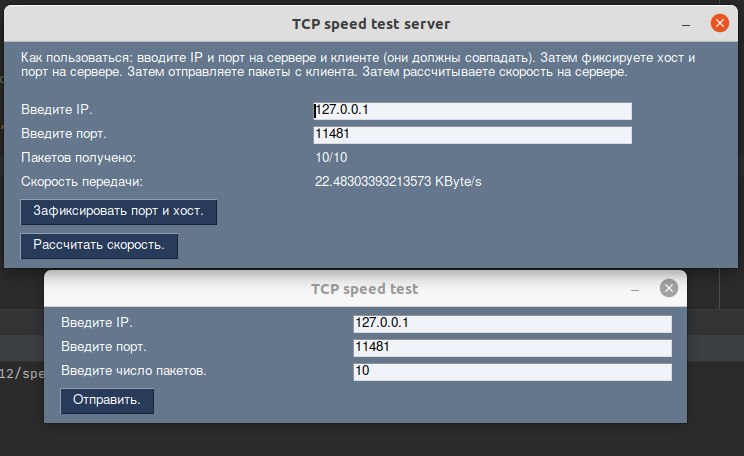 TCP speed test server
Как пользоваться: вводите IP и порт на сервере и клиенте (они должны совпадать). Затем фиксируете хост и
порт на сервере. Затем отправляете пакеты с клиента. Затем рассчитываете скорость на сервере.
Введите IP. 127.0.0.1
Введите порт. 11481
Пакетов получено: 10/10
Скорость передачи: 22.48303393213573 KByte/s
Зафиксировать порт и хост.
Рассчитать скорость.
TCP speed test
Введите IP. 127.0.0.1
Введите порт. 11481
Введите число пакетов. 10
12/spe
Отправить.